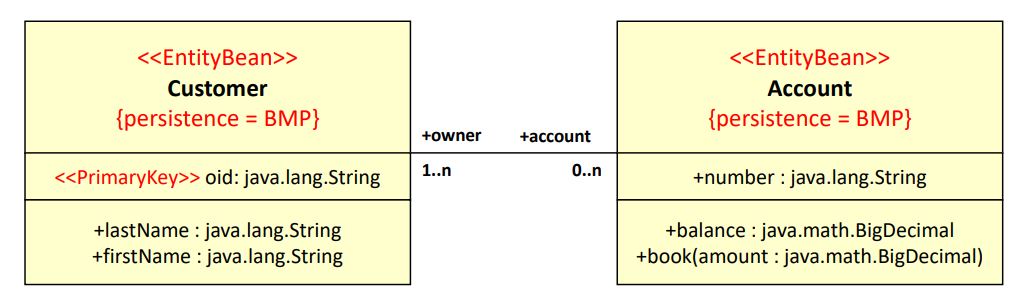 <<EntityBean>>
Customer
{persistence = BMP}
<<PrimaryKey>> oid: java.lang.String
+lastName : java.lang.String
+firstName : java.lang.String
+owner
+account
1..n
0..n
<<EntityBean>>
Account
{persistence = BMP}
+number : java.lang.String
+balance : java.math.BigDecimal
+book(amount : java.math.BigDecimal)